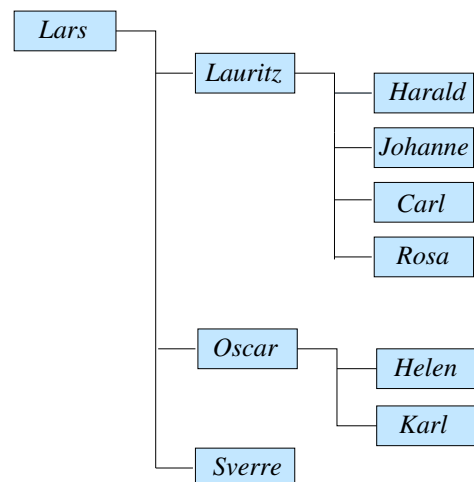 Lars
Lauritz
Harald
Johanne
Carl
Rosa
Oscar
Helen
Karl
Sverre